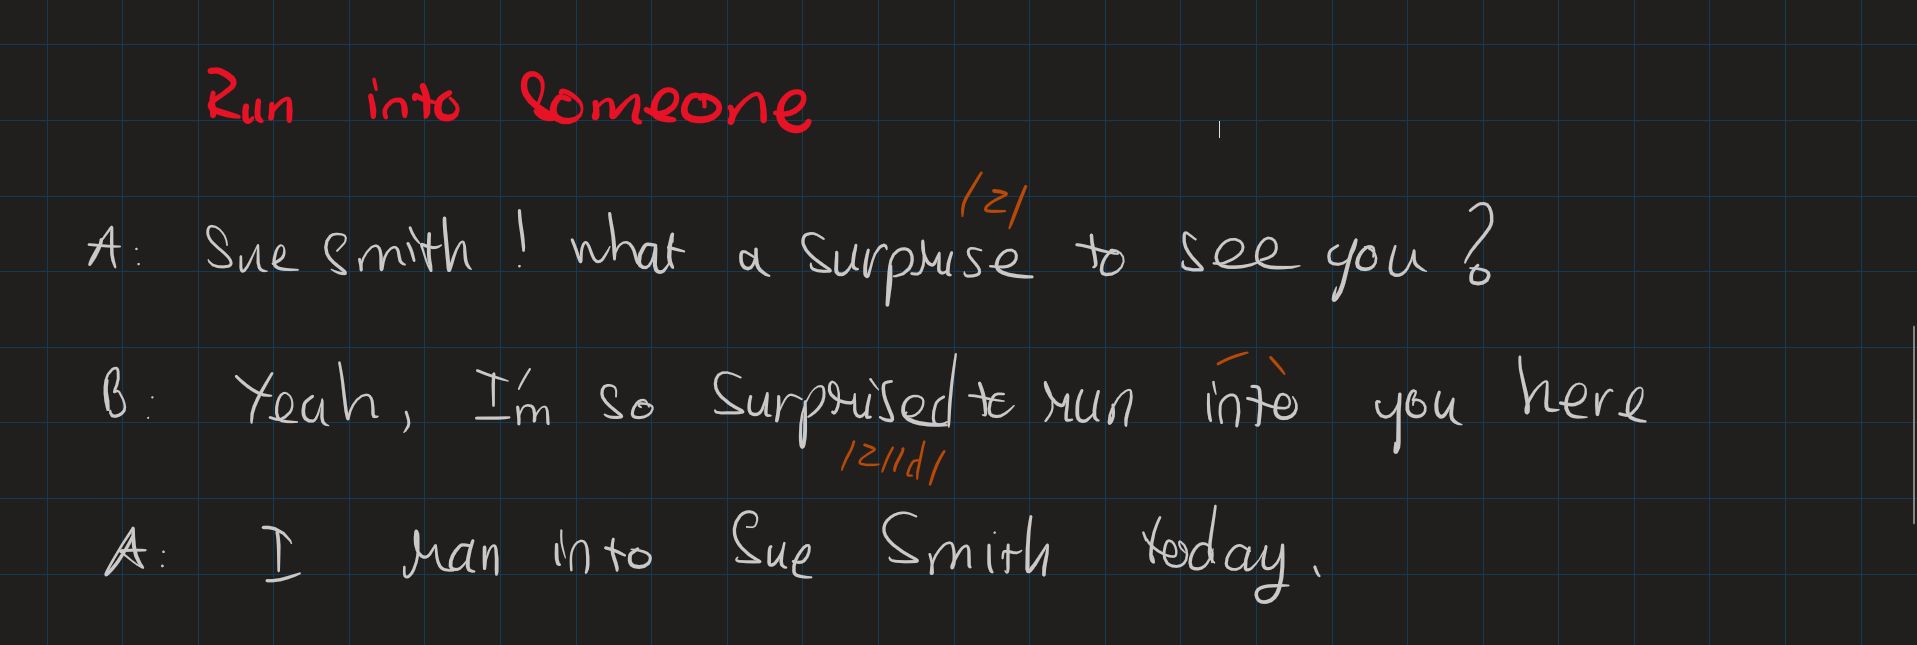 Run into Someone
/z/
A: Sue Smith! What a surprise to see you?
B: Yeah, I'm so surprised to run into you here
/z//d/
A: I ran into Sue Smith today.